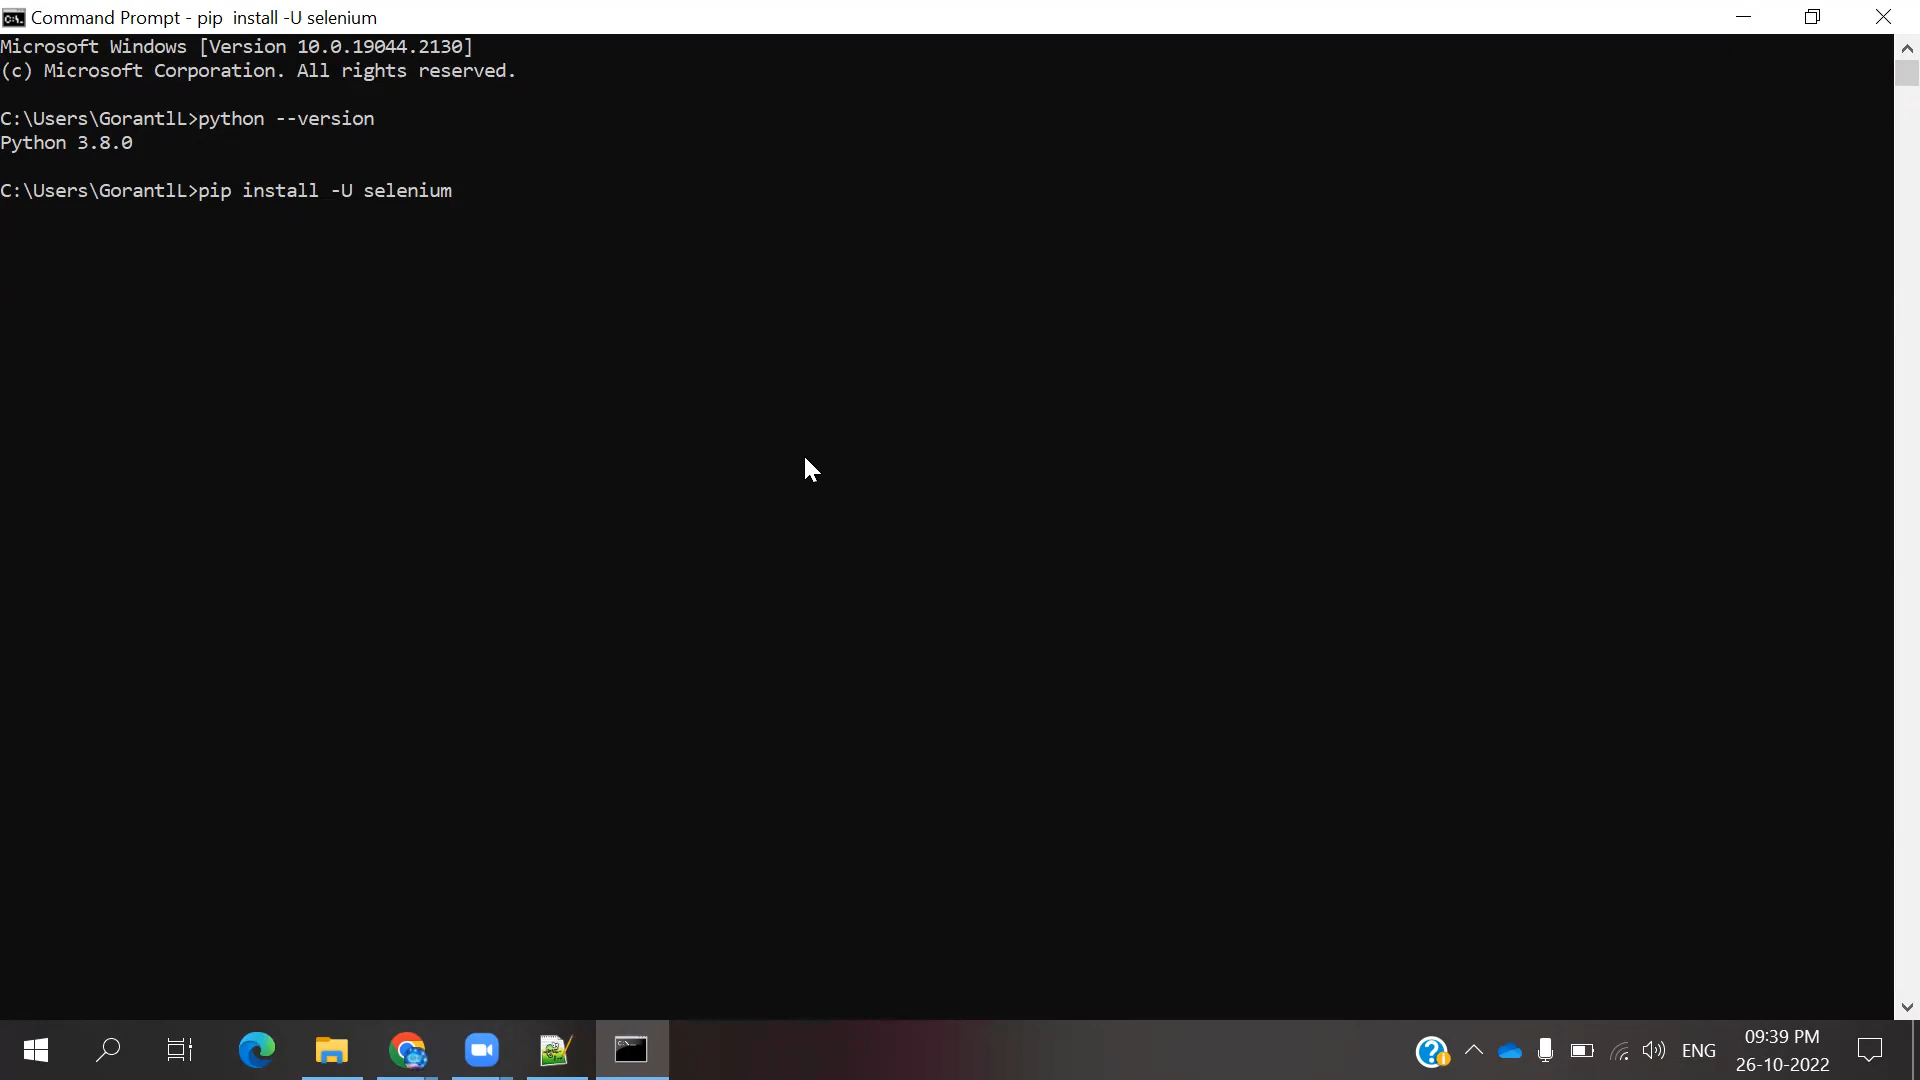 Command Prompt - pip  install -U selenium
Microsoft Windows [Version 10.0.19044.2130]
(c) Microsoft Corporation. All rights reserved.
C:\Users\GorantlL>python --version
Python 3.8.0
C:\Users\GorantlL>pip install -U selenium
ENG
09:39 PM
26-10-2022